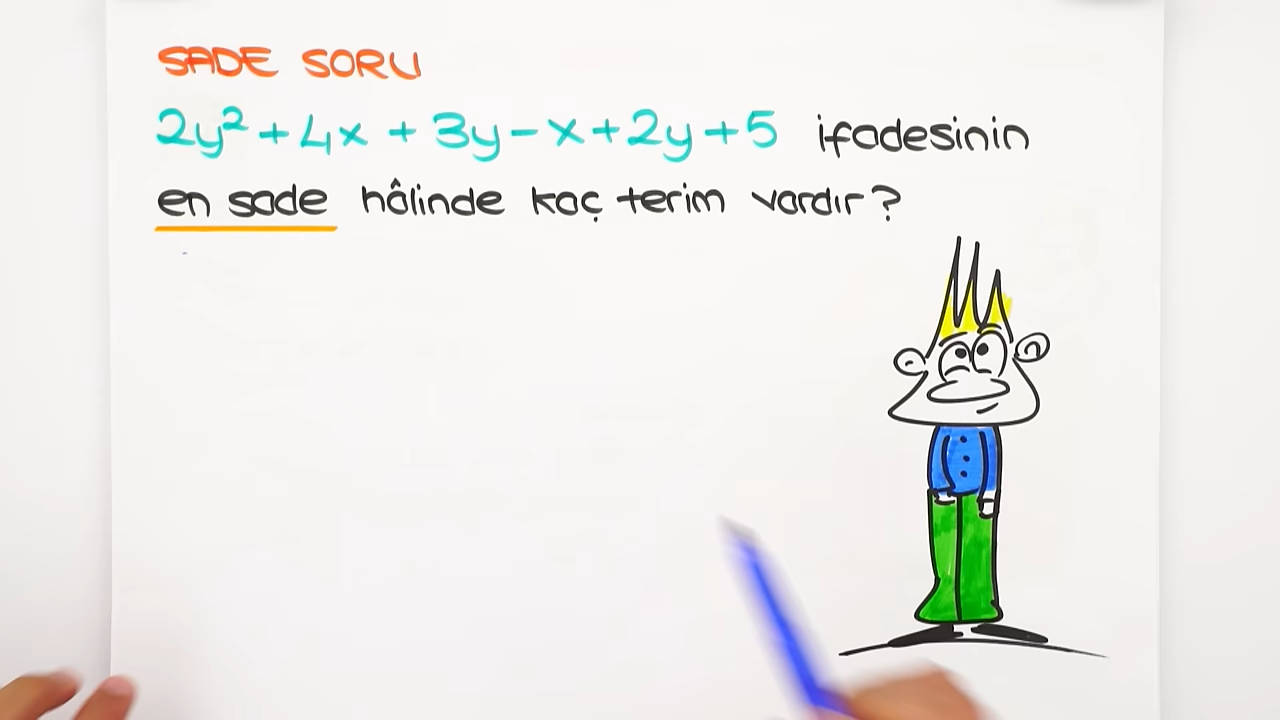 SADE SORU
2y² + 4x + 3y - x + 2y + 5 ifadesinin
en sade hâlinde kaç terim vardır?